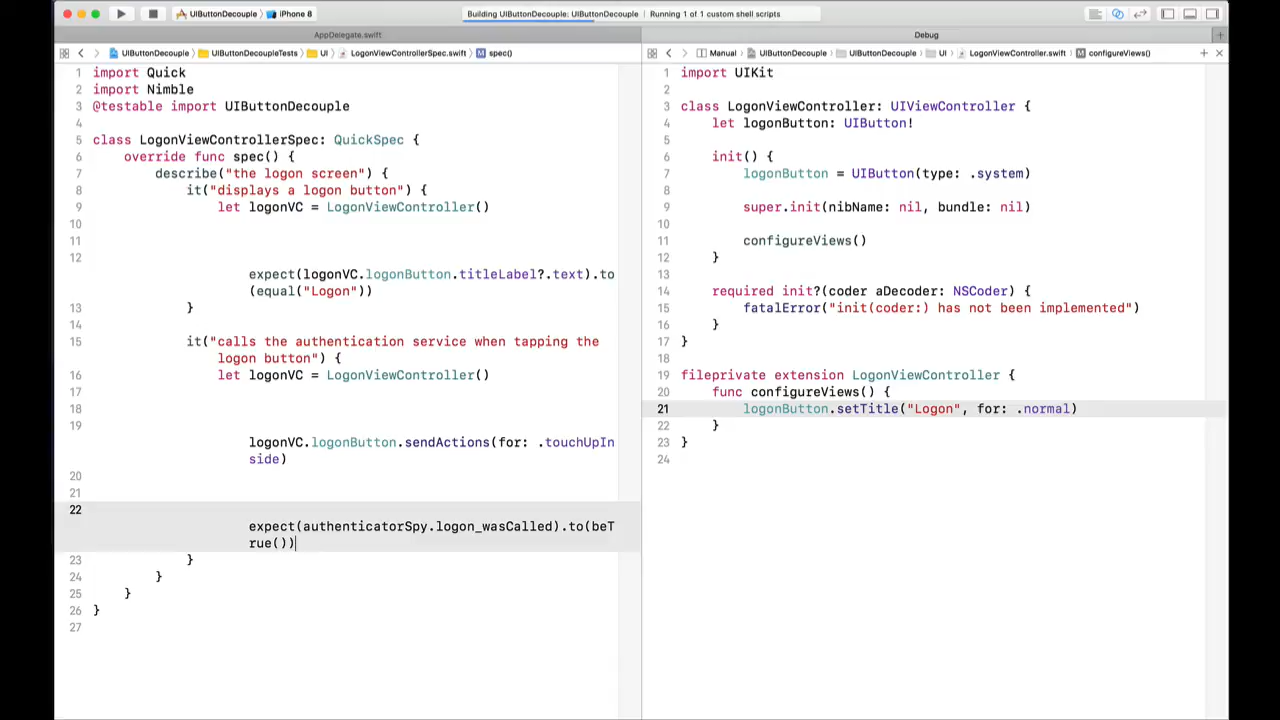 UIButtonDecouple › iPhone 8
Building UIButtonDecouple: UIButtonDecouple | Running 1 of 1 custom shell scripts
AppDelegate.swift
Debug
UIButtonDecouple › UIButtonDecoupleTests › UI › LogonViewControllerSpec.swift › M spec()
Manual › UIButtonDecouple › UIButtonDecouple › UI › LogonViewController.swift › M configureViews()
1 import Quick
2 import Nimble
3 @testable import UIButtonDecouple
4
5 class LogonViewControllerSpec: QuickSpec {
6 override func spec() {
7 describe("the logon screen") {
8 it("displays a logon button") {
9 let logonVC = LogonViewController()
10
11
12
expect(logonVC.logonButton.titleLabel?.text).to
(equal("Logon"))
13 }
14
15 it("calls the authentication service when tapping the
logon button") {
16 let logonVC = LogonViewController()
17
18
19
logonVC.logonButton.sendActions(for: .touchUpIn
side)
20
21
22
expect(authenticatorSpy.logon_wasCalled).to(beT
rue())
23 }
24 }
25 }
26 }
27
1 import UIKit
2
3 class LogonViewController: UIViewController {
4 let logonButton: UIButton!
5
6 init() {
7 logonButton = UIButton(type: .system)
8
9 super.init(nibName: nil, bundle: nil)
10
11 configureViews()
12 }
13
14 required init?(coder aDecoder: NSCoder) {
15 fatalError("init(coder:) has not been implemented")
16 }
17 }
18
19 fileprivate extension LogonViewController {
20 func configureViews() {
21 logonButton.setTitle("Logon", for: .normal)
22 }
23 }
24